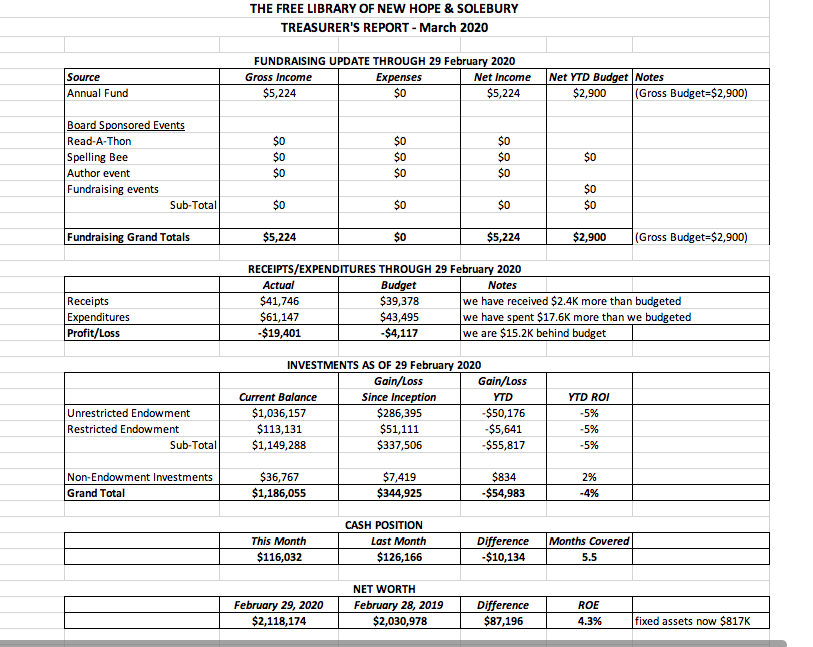 THE FREE LIBRARY OF NEW HOPE & SOLEBURY
TREASURER'S REPORT - March 2020
FUNDRAISING UPDATE THROUGH 29 February 2020
Source Gross Income Expenses Net Income Net YTD Budget Notes
Annual Fund $5,224 $0 $5,224 $2,900 (Gross Budget=$2,900)
Board Sponsored Events
Read-A-Thon $0 $0 $0
Spelling Bee $0 $0 $0 $0
Author event $0 $0 $0
Fundraising events $0
Sub-Total $0 $0 $0 $0
Fundraising Grand Totals $5,224 $0 $5,224 $2,900 (Gross Budget=$2,900)
RECEIPTS/EXPENDITURES THROUGH 29 February 2020
Actual Budget Notes
Receipts $41,746 $39,378 we have received $2.4K more than budgeted
Expenditures $61,147 $43,495 we have spent $17.6K more than we budgeted
Profit/Loss -$19,401 -$4,117 we are $15.2K behind budget
INVESTMENTS AS OF 29 February 2020
Gain/Loss Gain/Loss
Current Balance Since Inception YTD YTD ROI
Unrestricted Endowment $1,036,157 $286,395 -$50,176 -5%
Restricted Endowment $113,131 $51,111 -$5,641 -5%
Sub-Total $1,149,288 $337,506 -$55,817 -5%
Non-Endowment Investments $36,767 $7,419 $834 2%
Grand Total $1,186,055 $344,925 -$54,983 -4%
CASH POSITION
This Month Last Month Difference Months Covered
$116,032 $126,166 -$10,134 5.5
NET WORTH
February 29, 2020 February 28, 2019 Difference ROE
$2,118,174 $2,030,978 $87,196 4.3% fixed assets now $817K